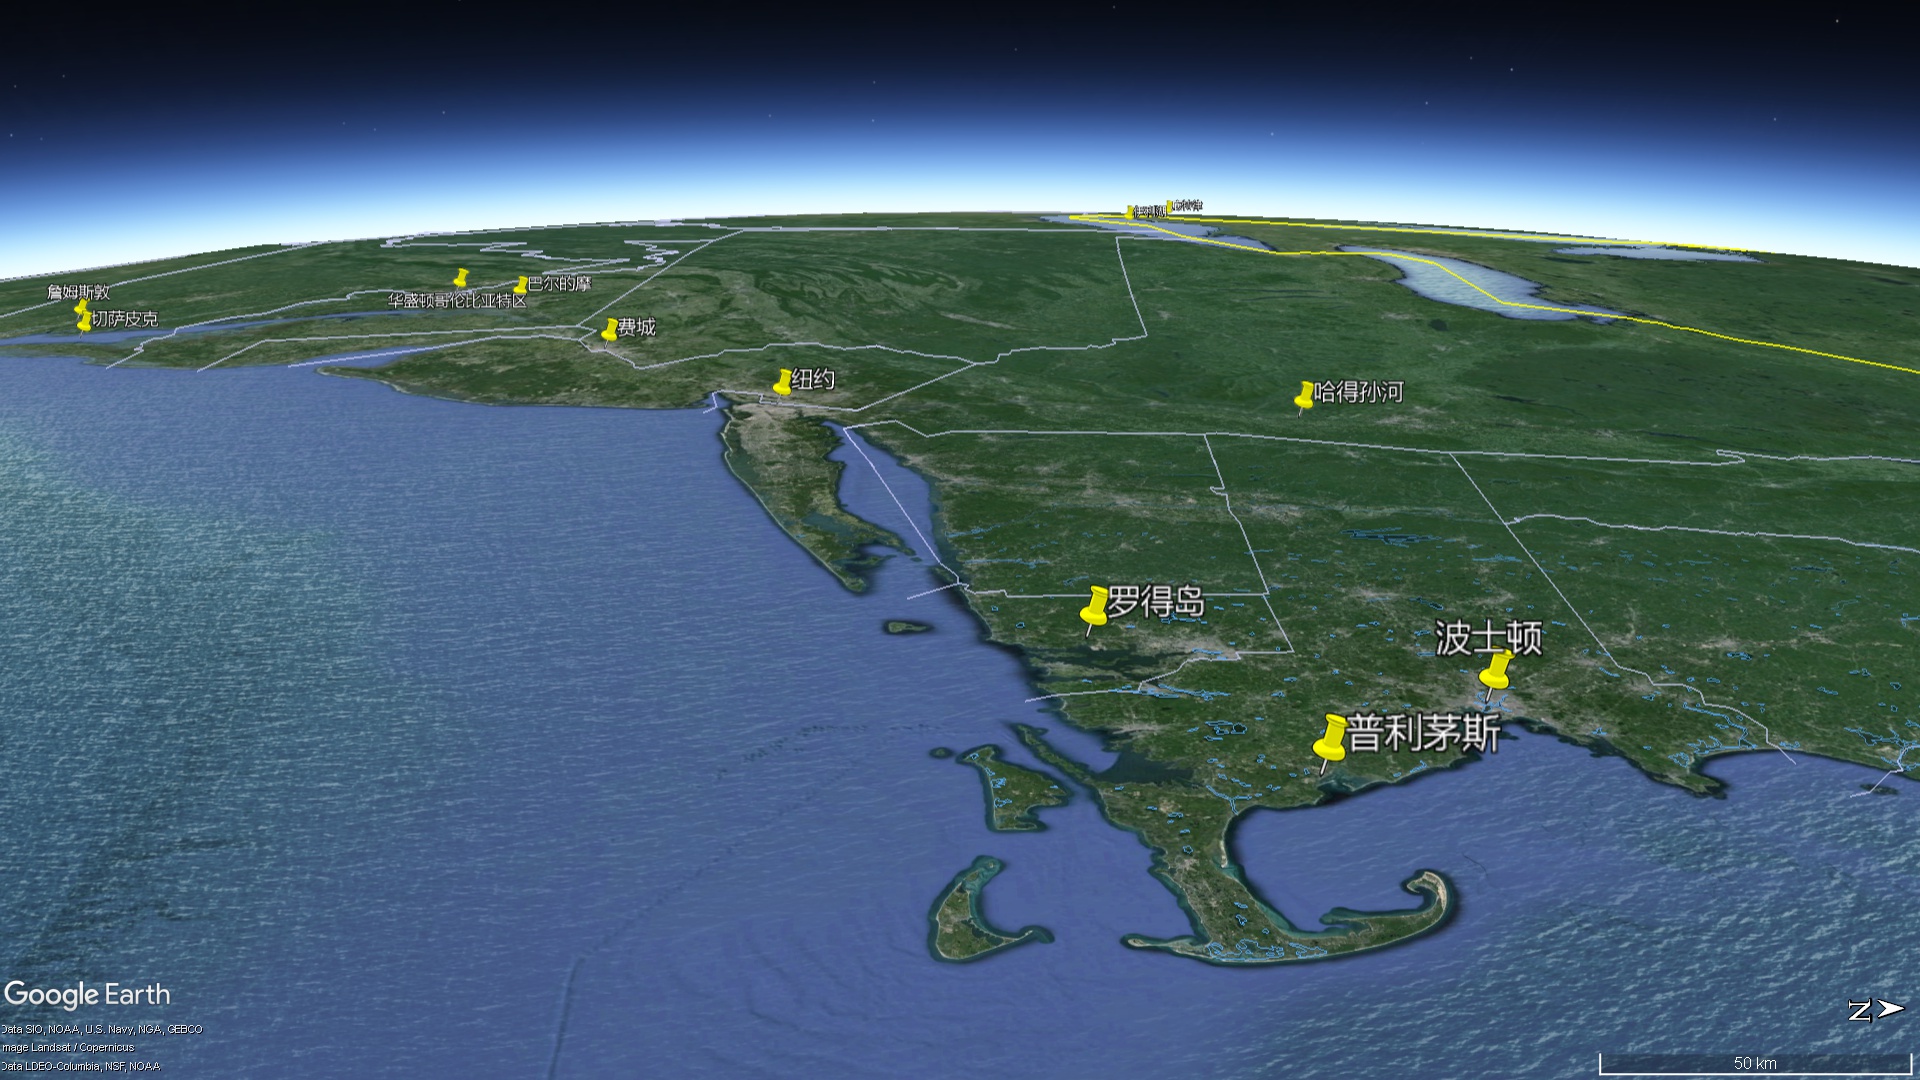 詹姆斯敦
切萨皮克
华盛顿哥伦比亚特区
巴尔的摩
费城
纽约
哈得孙河
罗得岛
波士顿
普利茅斯
Google Earth
Data SIO, NOAA, U.S. Navy, NGA, GEBCO
mage Landsat / Copernicus
Data LDEO-Columbia, NSF, NOAA
N
50 km